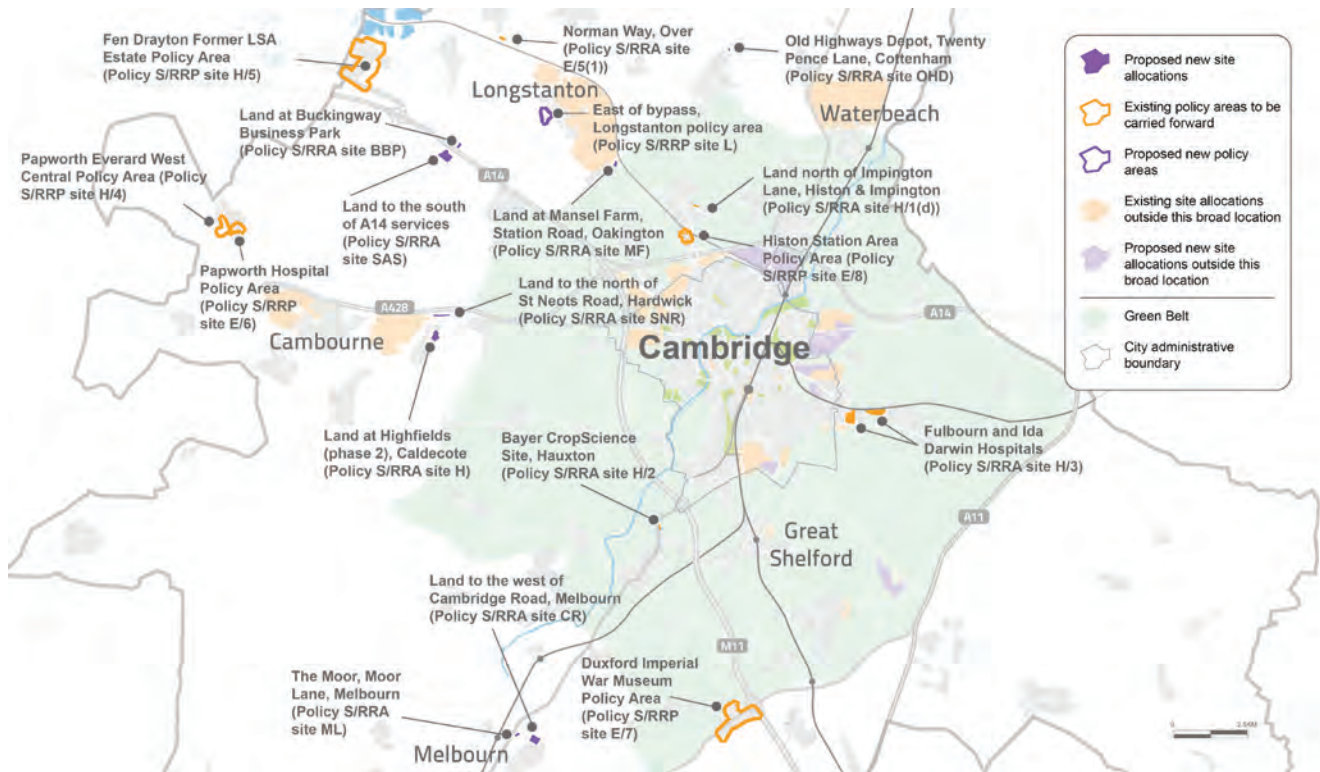 Fen Drayton Former LSA
Estate Policy Area
(Policy S/RRP site H/5)
Norman Way, Over
(Policy S/RRA site
E/5(1))
Old Highways Depot, Twenty
Pence Lane, Cottenham
(Policy S/RRA site OHD)
Longstanton
Waterbeach
Land at Buckingway
Business Park
(Policy S/RRA site BBP)
East of bypass,
Longstanton policy area
(Policy S/RRP site L)
Papworth Everard West
Central Policy Area (Policy
S/RRP site H/4)
A14
Land to the south
of A14 services
(Policy S/RRA
site SAS)
Land at Mansel Farm,
Station Road, Oakington
(Policy S/RRA site MF)
Land north of Impington
Lane, Histon & Impington
(Policy S/RRA site H/1(d))
Histon Station Area
Policy Area (Policy
S/RRP site E/8)
Papworth Hospital
Policy Area
(Policy S/RRP
site E/6)
Land to the north of
St Neots Road, Hardwick
(Policy S/RRA site SNR)
A428
A14
Cambourne
Cambridge
Land at Highfields
(phase 2), Caldecote
(Policy S/RRA site H)
Bayer CropScience
Site, Hauxton
(Policy S/RRA site H/2
Fulbourn and Ida
Darwin Hospitals
(Policy S/RRA site H/3)
A11
Great
Shelford
Land to the west of
Cambridge Road, Melbourn
(Policy S/RRA site CR)
M11
The Moor, Moor
Lane, Melbourn
(Policy S/RRA
site ML)
Duxford Imperial
War Museum
Policy Area
(Policy S/RRP
site E/7)
Melbourn
Proposed new site
allocations
Existing policy areas to be
carried forward
Proposed new policy
areas
Existing site allocations
outside this broad location
Proposed new site
allocations outside this
broad location
Green Belt
City administrative
boundary
0